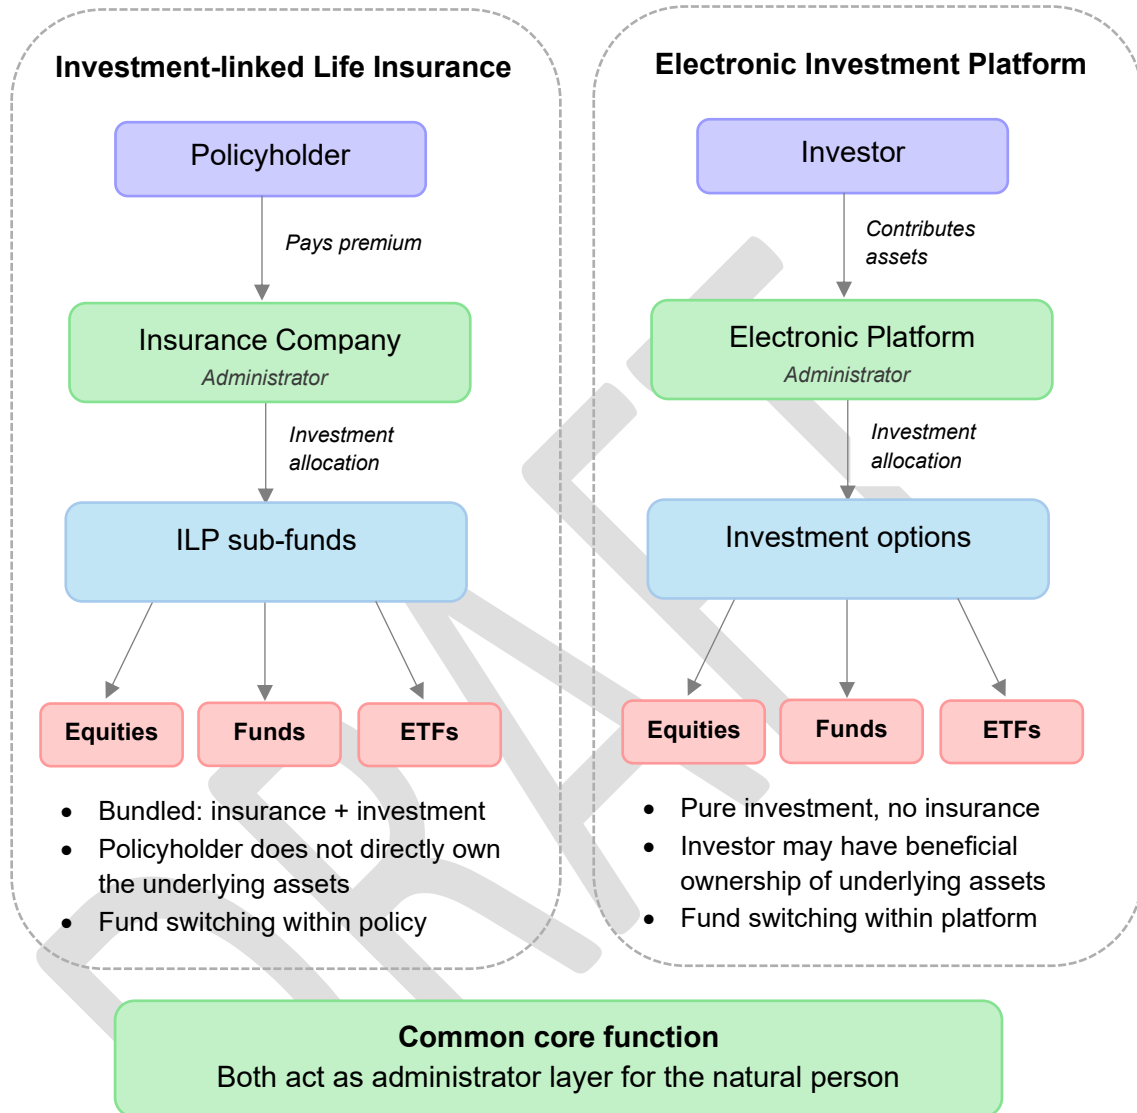 Investment-linked Life Insurance
Policyholder
Pays premium
Insurance Company
Administrator
Investment
allocation
ILP sub-funds
Equities
Funds
ETFs
• Bundled: insurance + investment
• Policyholder does not directly own
the underlying assets
• Fund switching within policy
Electronic Investment Platform
Investor
Contributes
assets
Electronic Platform
Administrator
Investment
allocation
Investment options
Equities
Funds
ETFs
• Pure investment, no insurance
• Investor may have beneficial
ownership of underlying assets
• Fund switching within platform
Common core function
Both act as administrator layer for the natural person
DRAFT